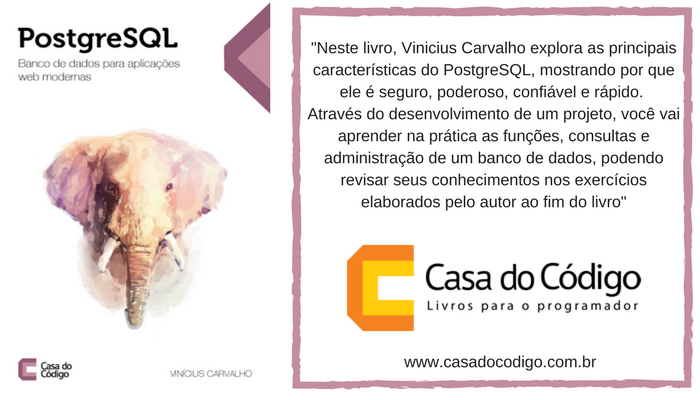 PostgreSQL
Banco de dados para aplicações
web modernas
Casa do
Código
VINÍCIUS CARVALHO
"Neste livro, Vinicius Carvalho explora as principais
características do PostgreSQL, mostrando por que
ele é seguro, poderoso, confiável e rápido.
Através do desenvolvimento de um projeto, você vai
aprender na prática as funções, consultas e
administração de um banco de dados, podendo
revisar seus conhecimentos nos exercícios
elaborados pelo autor ao fim do livro"
Casa do Código
Livros para o programador
www.casadocodigo.com.br